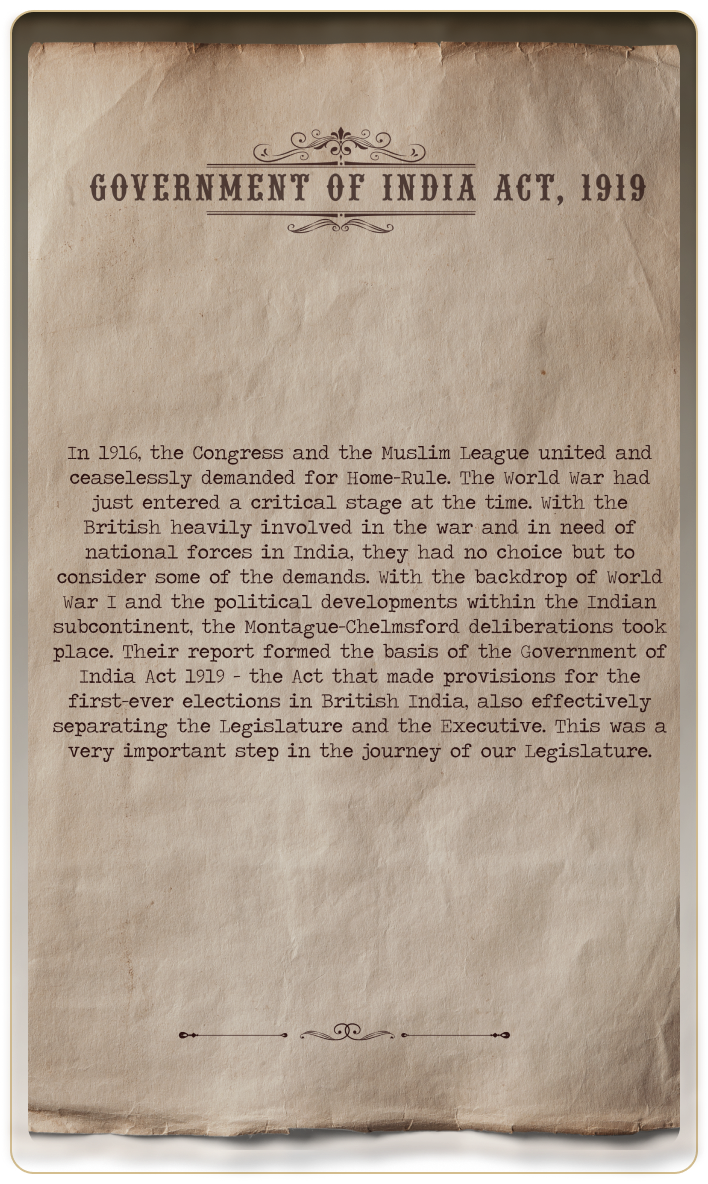 GOVERNMENT OF INDIA ACT, 1919
In 1916, the Congress and the Muslim League united and
ceaselessly demanded for Home-Rule. The World War had
just entered a critical stage at the time. With the
British heavily involved in the war and in need of
national forces in India, they had no choice but to
consider some of the demands. With the backdrop of World
War I and the political developments within the Indian
subcontinent, the Montague-Chelmsford deliberations took
place. Their report formed the basis of the Government of
India Act 1919 - the Act that made provisions for the
first-ever elections in British India, also effectively
separating the Legislature and the Executive. This was a
very important step in the journey of our Legislature.